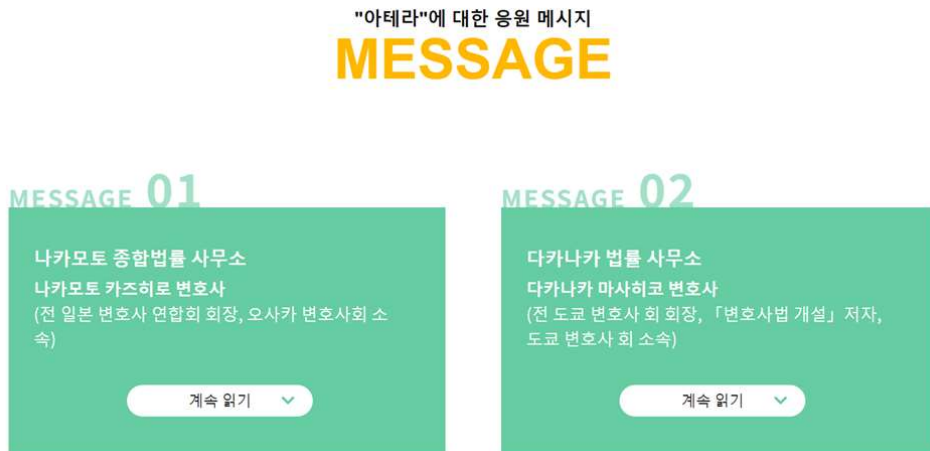 "아테라"에 대한 응원 메시지
MESSAGE
MESSAGE 01
나카모토 종합법률 사무소
나카모토 카즈히로 변호사
(전 일본 변호사 연합회 회장, 오사카 변호사회 소
속)
계속 읽기
MESSAGE 02
다카나카 법률 사무소
다카나카 마사히코 변호사
(전 도쿄 변호사 회 회장, 「변호사법 개설」저자,
도쿄 변호사 회 소속)
계속 읽기